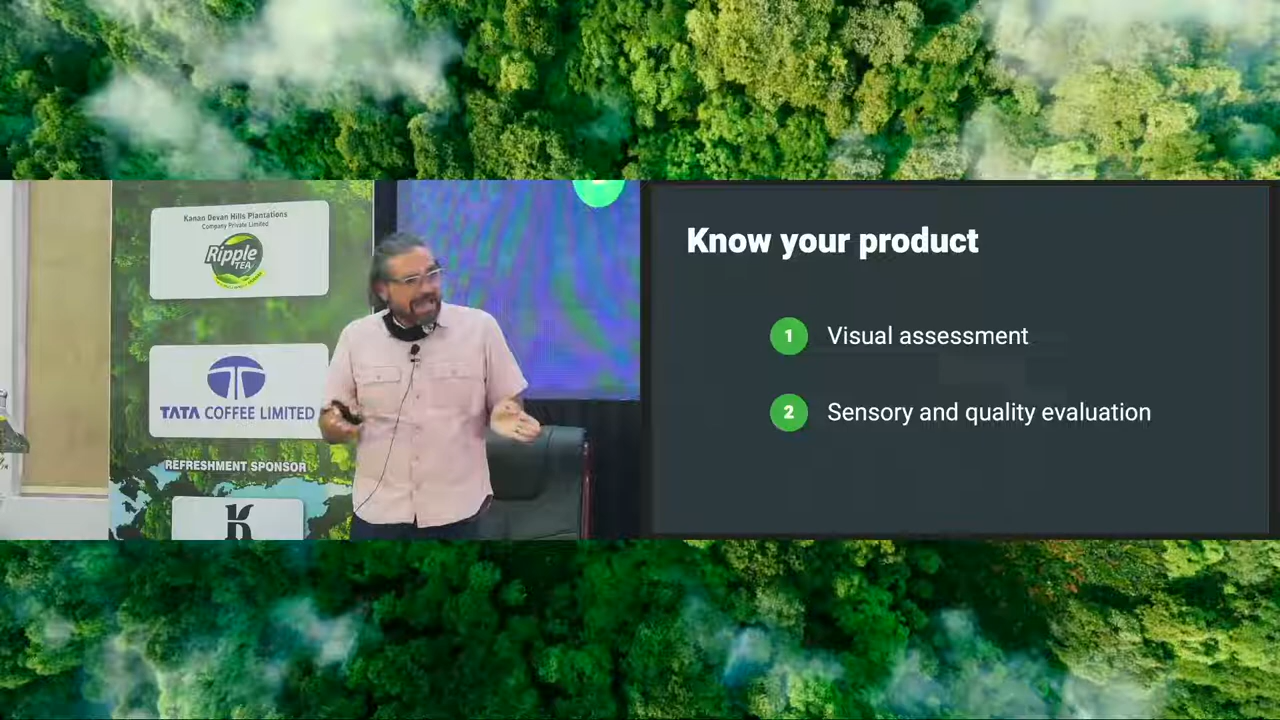 Kanan Devan Hills Plantations
Company Private Limited
Ripple
TEA
TATA COFFEE LIMITED
REFRESHMENT SPONSOR
Know your product
1 Visual assessment
2 Sensory and quality evaluation